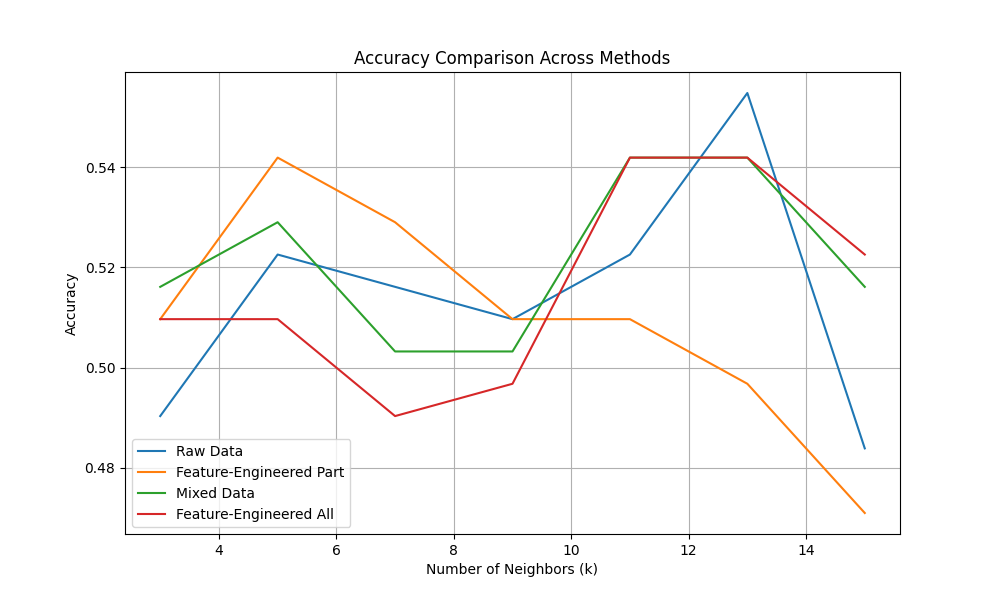 Accuracy Comparison Across Methods
Accuracy
0.54
0.52
0.50
0.48
Raw Data
Feature-Engineered Part
Mixed Data
Feature-Engineered All
4 6 8 10 12 14
Number of Neighbors (k)